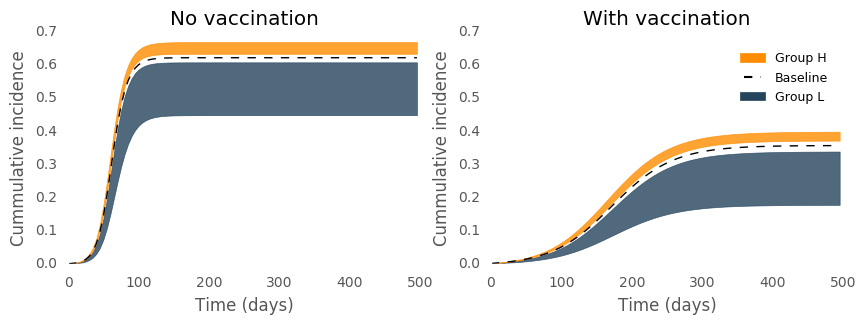 No vaccination
0.7
0.6
0.5
0.4
0.3
0.2
0.1
0.0
Cummulative incidence
0 100 200 300 400 500
Time (days)
With vaccination
0.7
0.6
0.5
0.4
0.3
0.2
0.1
0.0
Cummulative incidence
Group H
Baseline
Group L
0 100 200 300 400 500
Time (days)